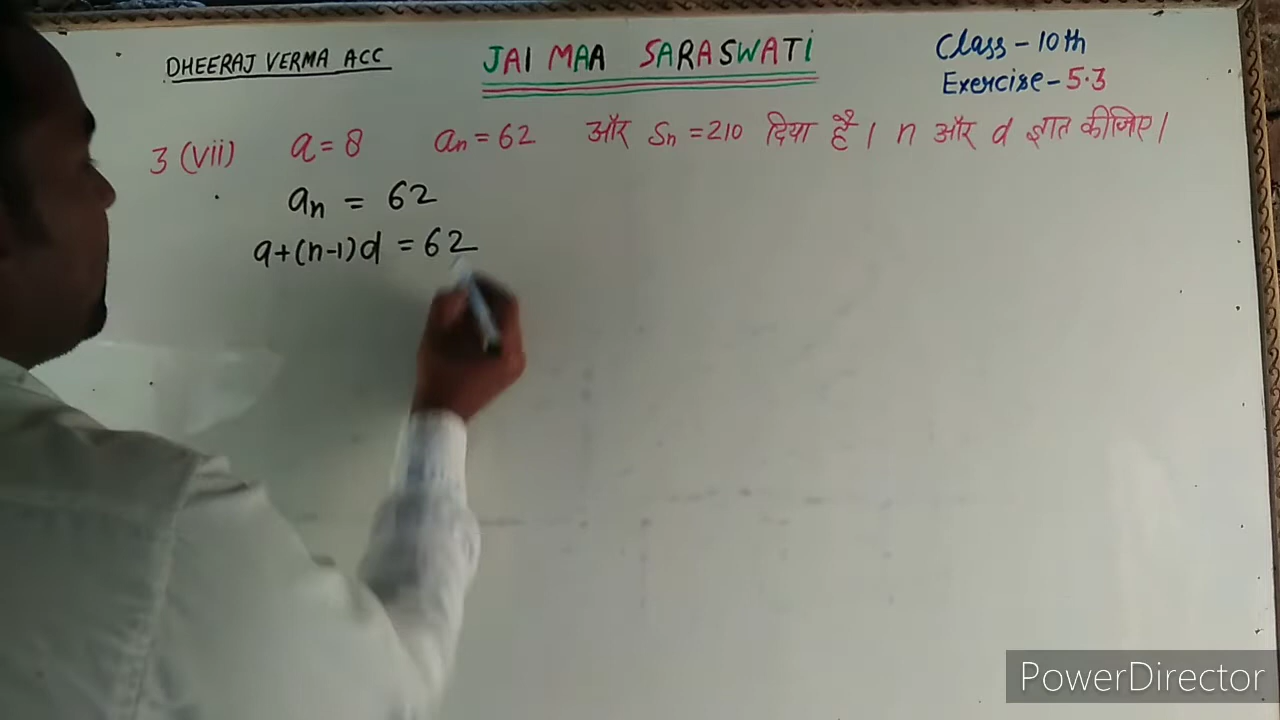 DHEERAJ VERMA ACC
JAI MAA SARASWATI
Class - 10th
Exercise - 5.3
3 (vii) a = 8 an = 62 और Sn = 210 दिया है। n और d ज्ञात कीजिए।
an = 62
a+(n-1)d = 62
PowerDirector